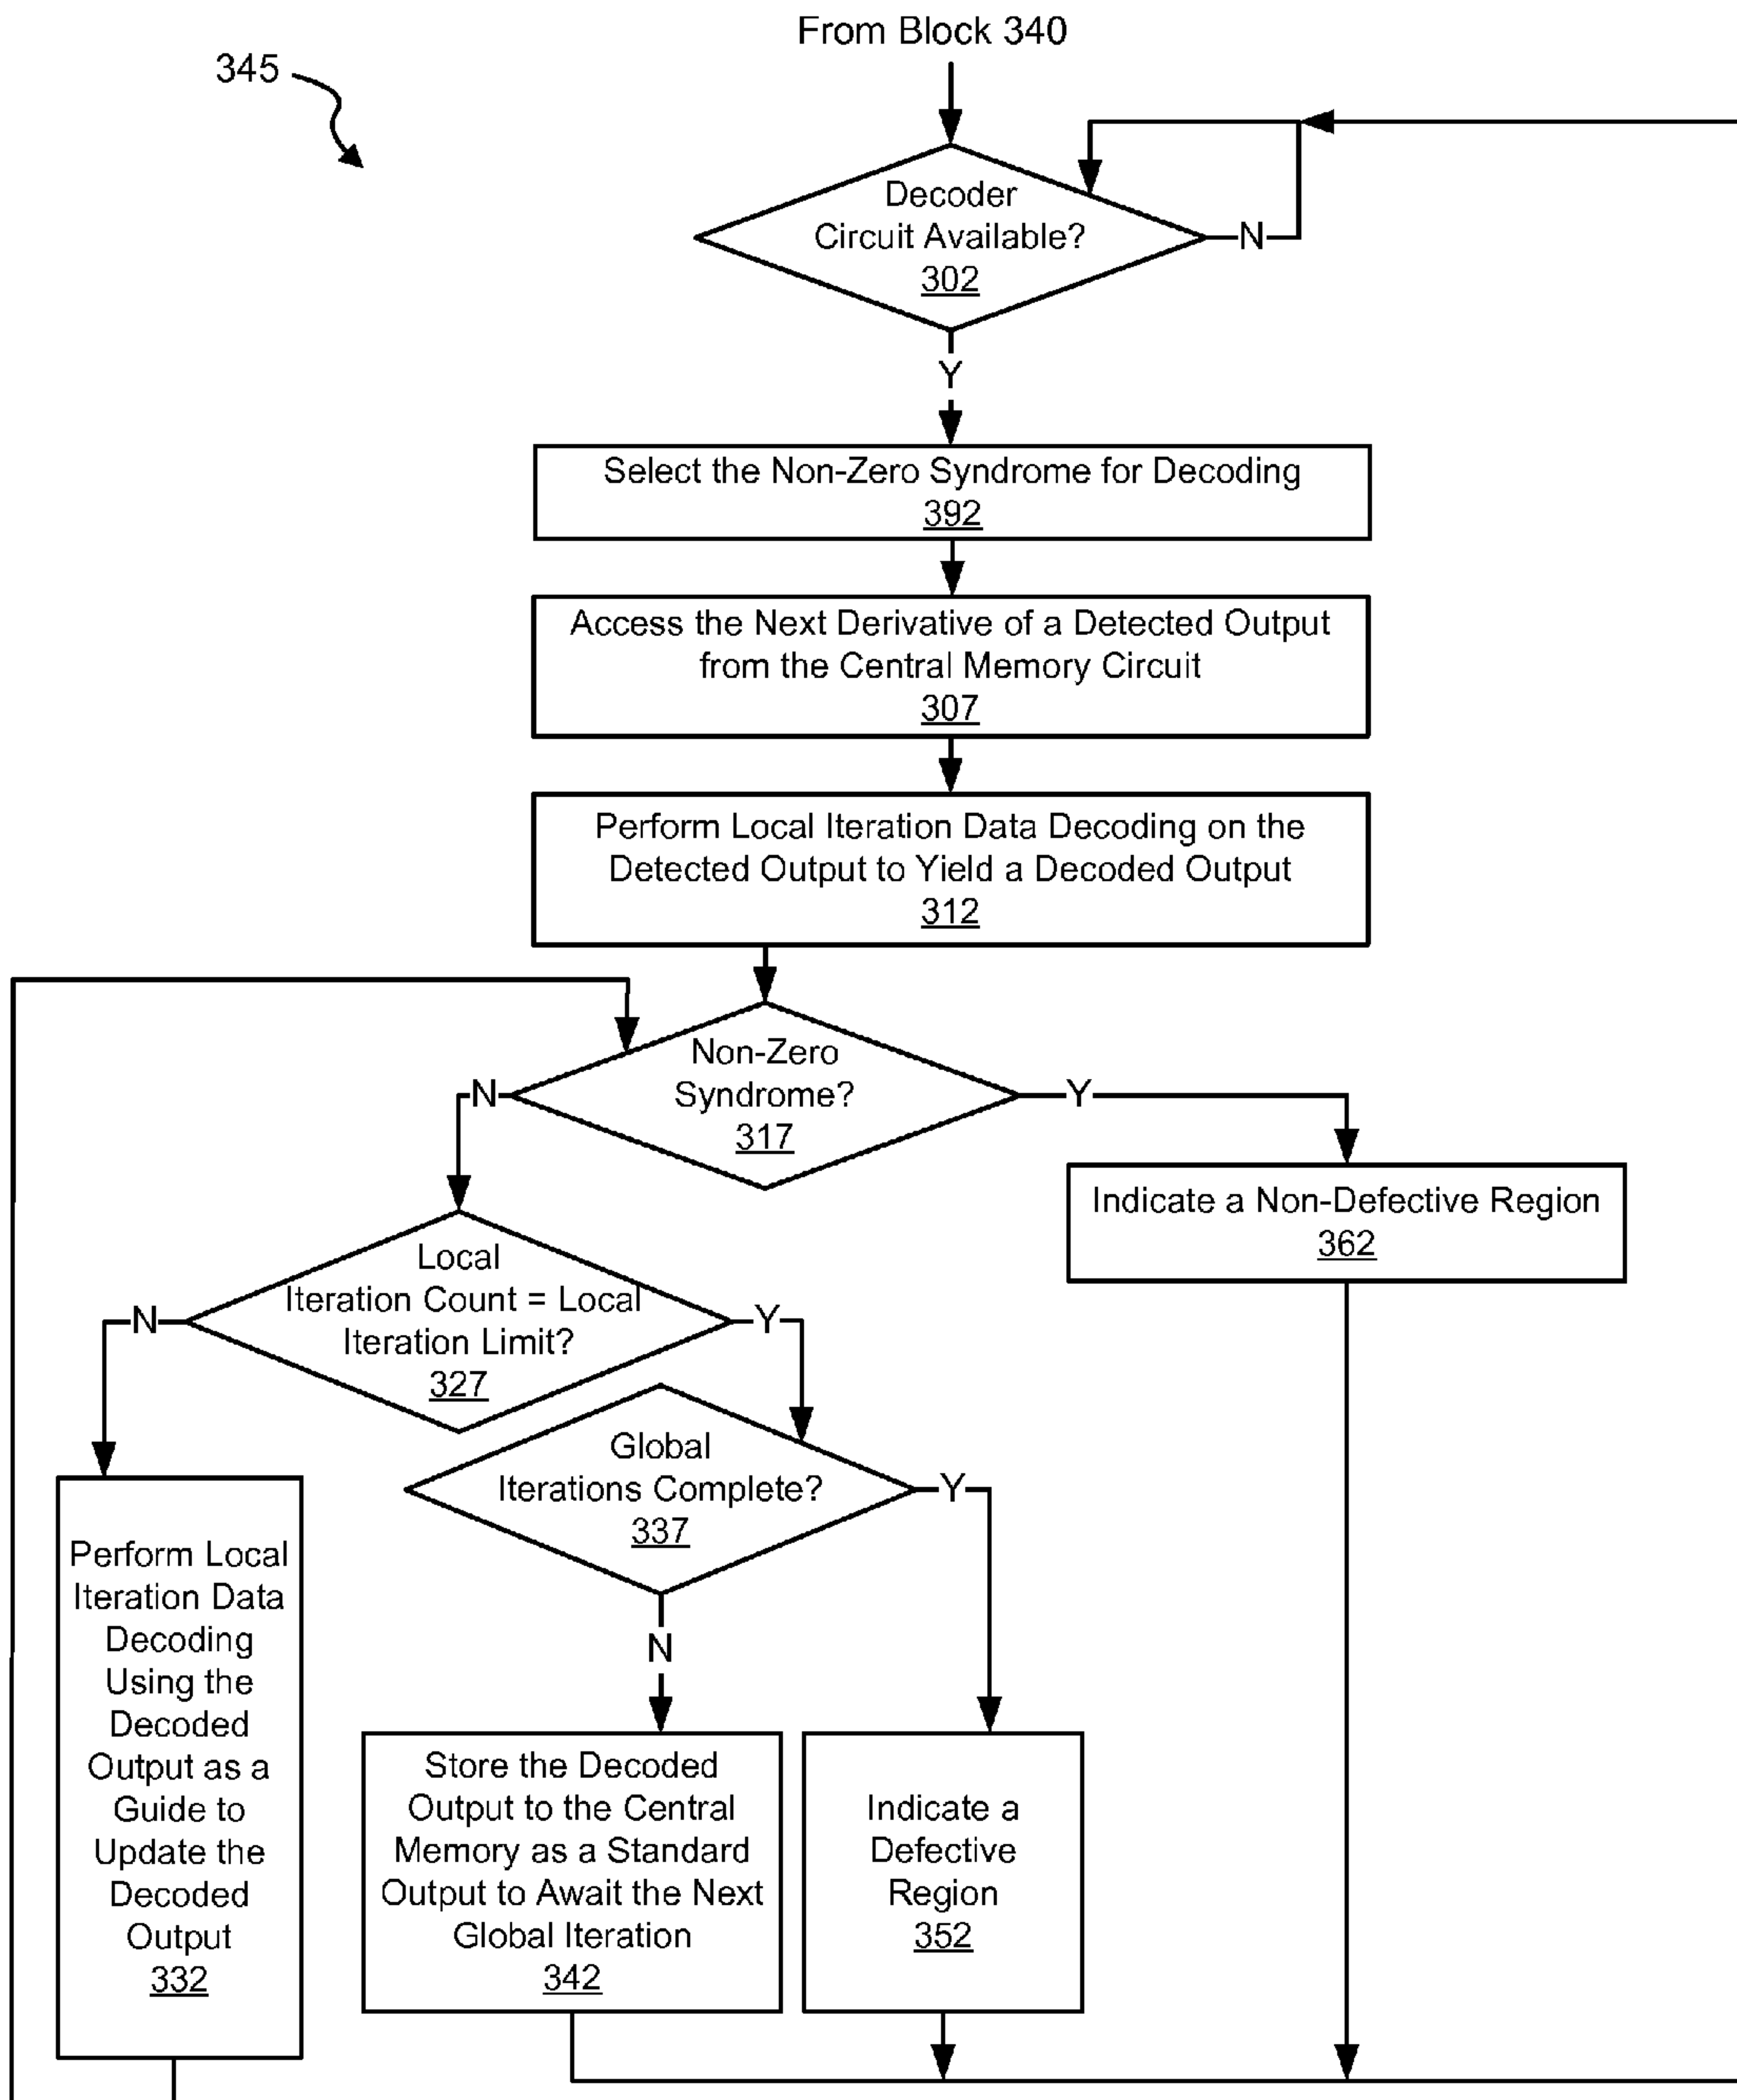 From Block 340
345
Decoder
Circuit Available?
302
N
Y
Select the Non-Zero Syndrome for Decoding
392
Access the Next Derivative of a Detected Output
from the Central Memory Circuit
307
Perform Local Iteration Data Decoding on the
Detected Output to Yield a Decoded Output
312
Non-Zero
Syndrome?
317
N
Y
Indicate a Non-Defective Region
362
Local
Iteration Count = Local
Iteration Limit?
327
N
Y
Global
Iterations Complete?
337
Y
N
Perform Local
Iteration Data
Decoding
Using the
Decoded
Output as a
Guide to
Update the
Decoded
Output
332
Store the Decoded
Output to the Central
Memory as a Standard
Output to Await the Next
Global Iteration
342
Indicate a
Defective
Region
352